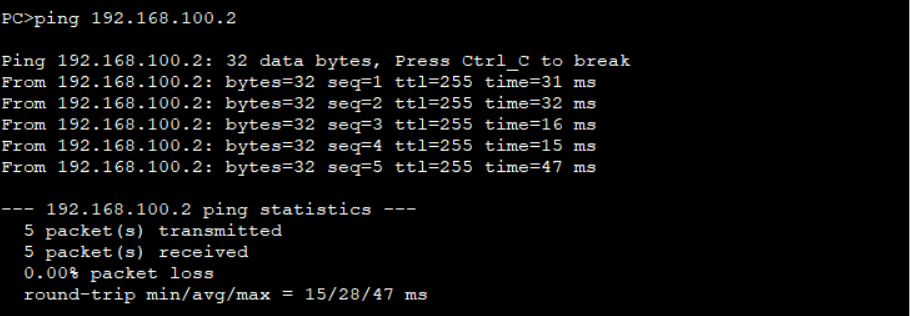 PC>ping 192.168.100.2
Ping 192.168.100.2: 32 data bytes, Press Ctrl_C to break
From 192.168.100.2: bytes=32 seq=1 ttl=255 time=31 ms
From 192.168.100.2: bytes=32 seq=2 ttl=255 time=32 ms
From 192.168.100.2: bytes=32 seq=3 ttl=255 time=16 ms
From 192.168.100.2: bytes=32 seq=4 ttl=255 time=15 ms
From 192.168.100.2: bytes=32 seq=5 ttl=255 time=47 ms
--- 192.168.100.2 ping statistics ---
5 packet(s) transmitted
5 packet(s) received
0.00% packet loss
round-trip min/avg/max = 15/28/47 ms